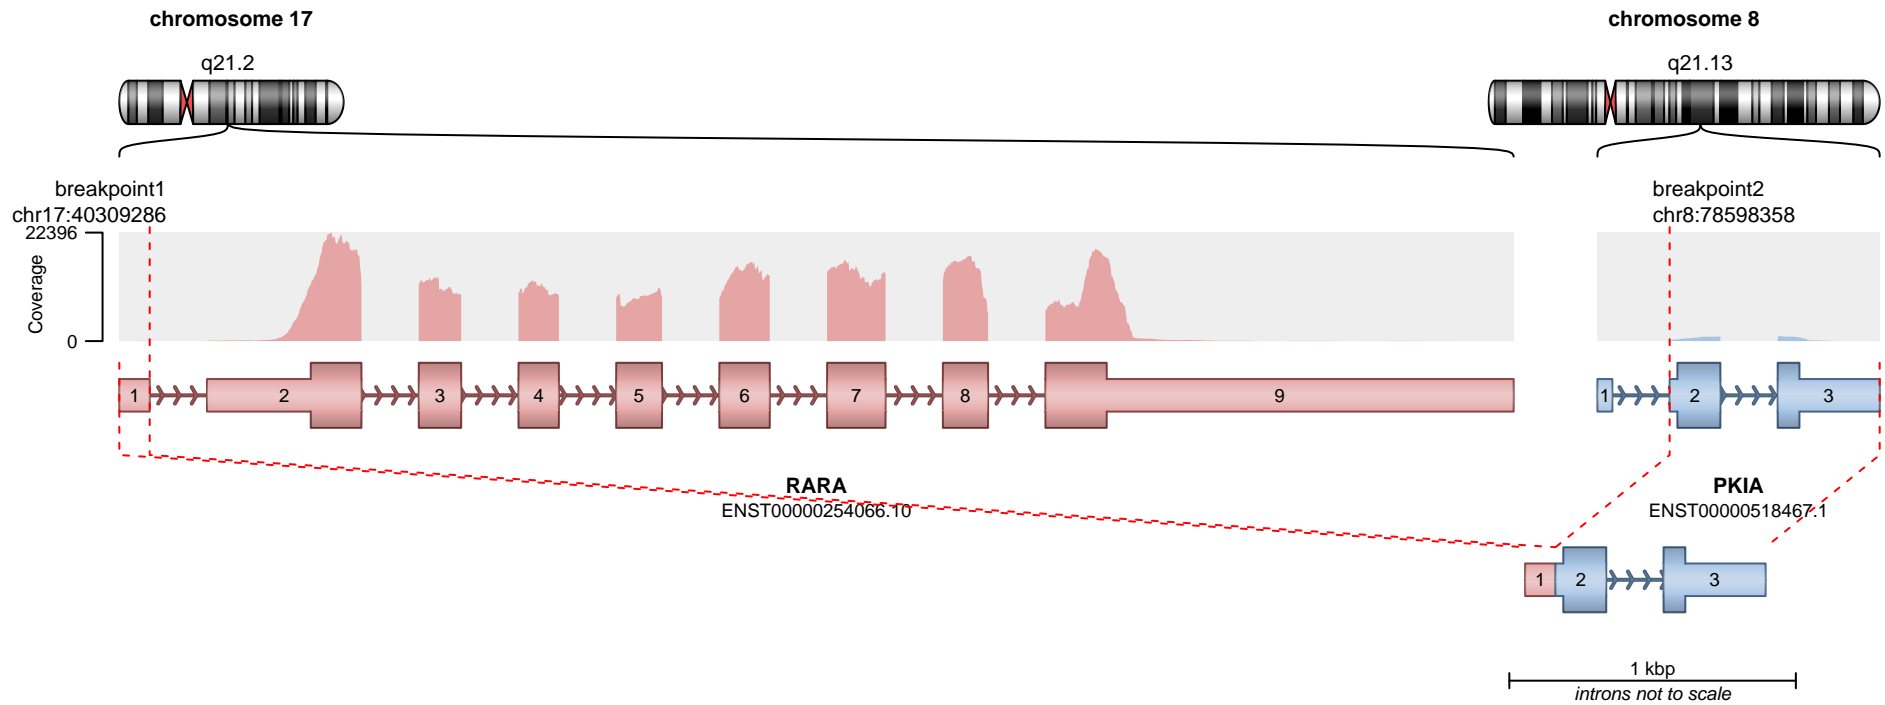 chromosome 17
chromosome 8
q21.2
q21.13
breakpoint1
chr17:40309286
breakpoint2
chr8:78598358
22396
Coverage
0
1 2 3 4 5 6 7 8 9
1 2 3
RARA
ENST00000254066.10
PKIA
ENST00000518467.1
1 2 3
1 kbp
introns not to scale